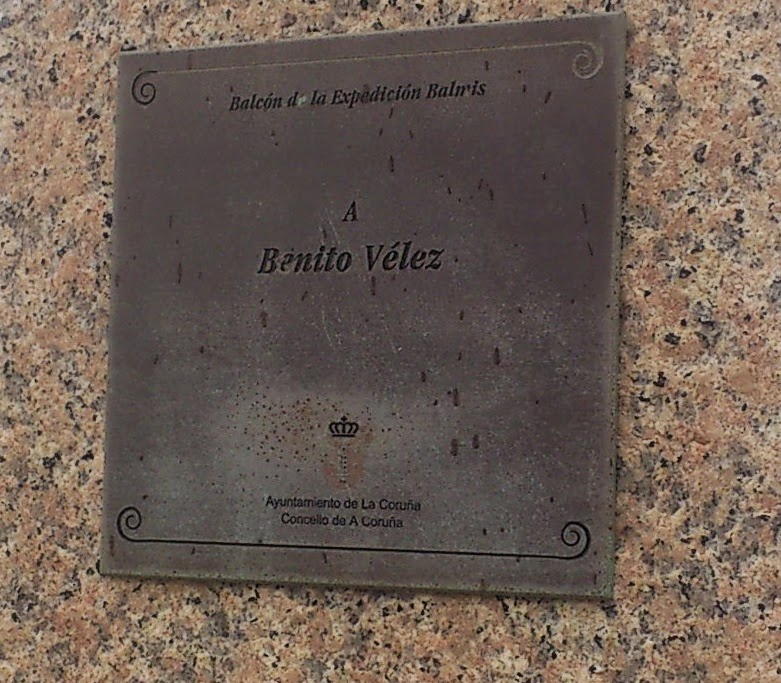 Balcón de la Expedición Balmis
A
Benito Vélez
Ayuntamiento de La Coruña
Concello de A Coruña